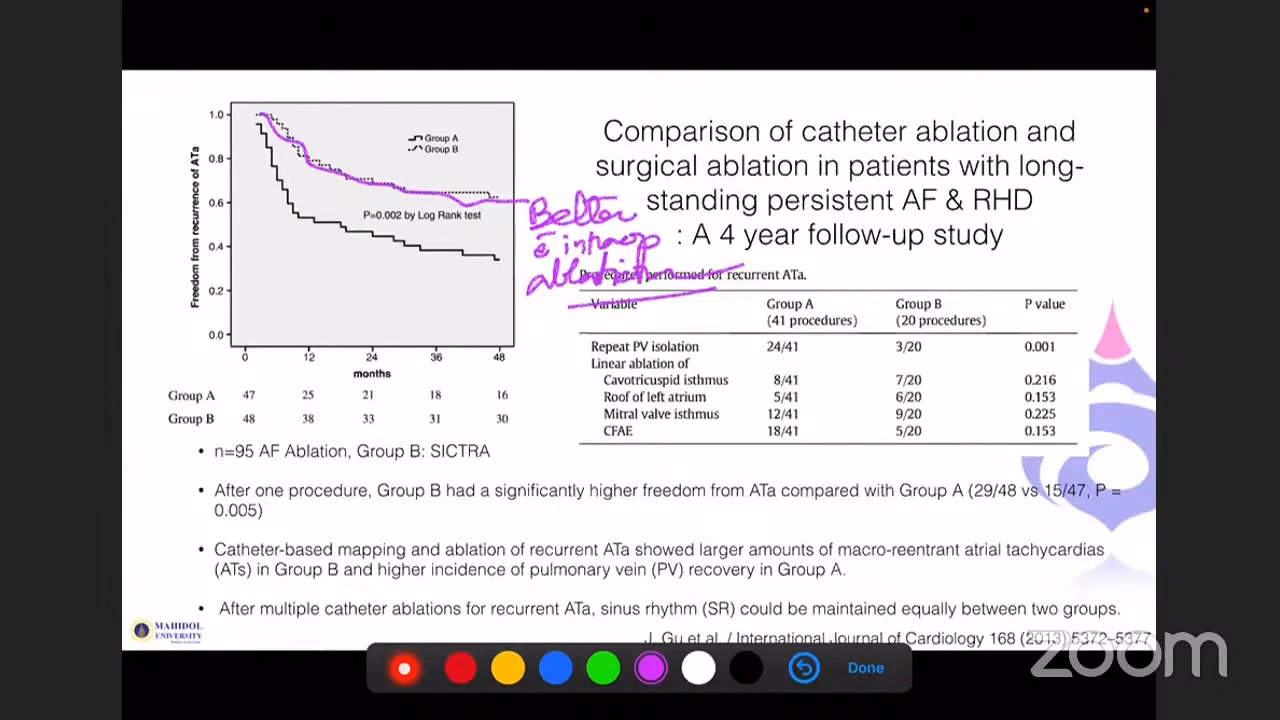 Comparison of catheter ablation and
surgical ablation in patients with long-
standing persistent AF & RHD
: A 4 year follow-up study
Freedom from recurrence of ATa
1.0
0.8
0.6
0.4
0.2
0.0
Group A
Group B
P=0.002 by Log Rank test
0 12 24 36 48
months
Group A 47 25 21 18 16
Group B 48 38 33 31 30
Better
c̄ intraop
ablation
Procedures performed for recurrent ATa.
Variable Group A Group B P value
(41 procedures) (20 procedures)
Repeat PV isolation 24/41 3/20 0.001
Linear ablation of
Cavotricuspid isthmus 8/41 7/20 0.216
Roof of left atrium 5/41 6/20 0.153
Mitral valve isthmus 12/41 9/20 0.225
CFAE 18/41 5/20 0.153
• n=95 AF Ablation, Group B: SICTRA
• After one procedure, Group B had a significantly higher freedom from ATa compared with Group A (29/48 vs 15/47, P =
0.005)
• Catheter-based mapping and ablation of recurrent ATa showed larger amounts of macro-reentrant atrial tachycardias
(ATs) in Group B and higher incidence of pulmonary vein (PV) recovery in Group A.
• After multiple catheter ablations for recurrent ATa, sinus rhythm (SR) could be maintained equally between two groups.
J. Gu et al. / International Journal of Cardiology 168 (2013) 5372–5377
MAHIDOL
UNIVERSITY
zoom
Done